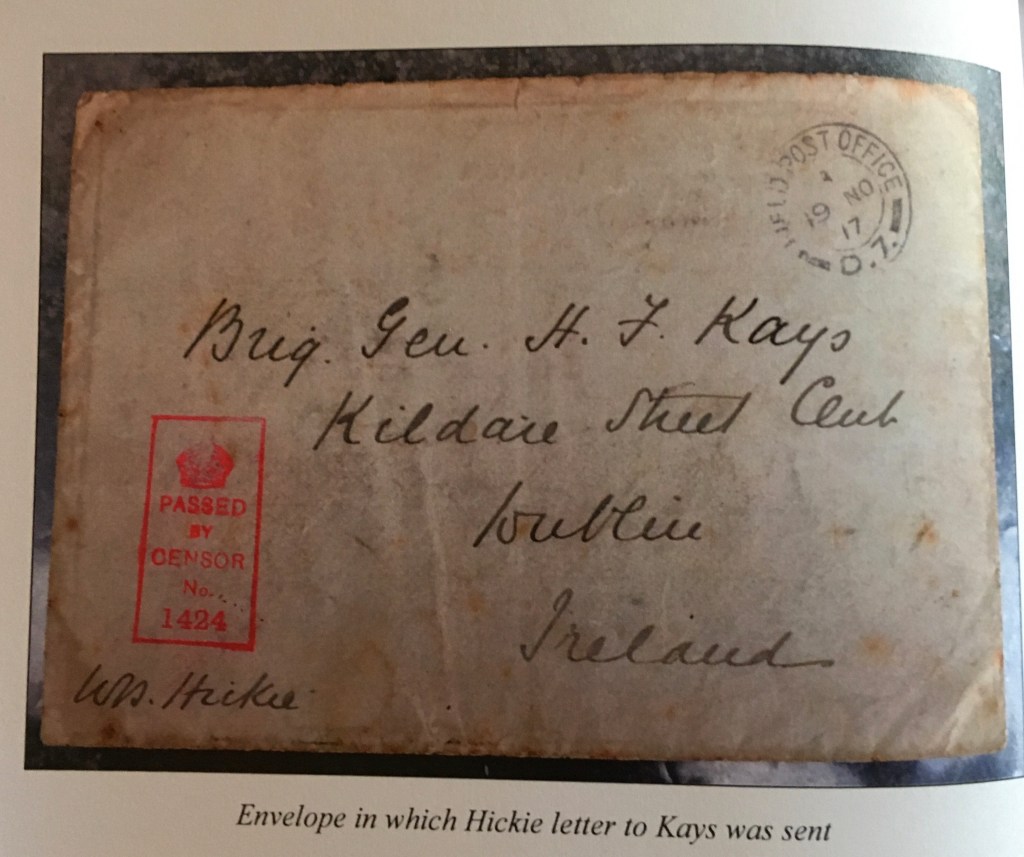 FIELD POST OFFICE
19 NO
17
D.7.
Brig. Gen. H. F. Kays
Kildare Street Club
Dublin
Ireland
PASSED
BY
CENSOR
No.
1424
WB. Hickie
Envelope in which Hickie letter to Kays was sent